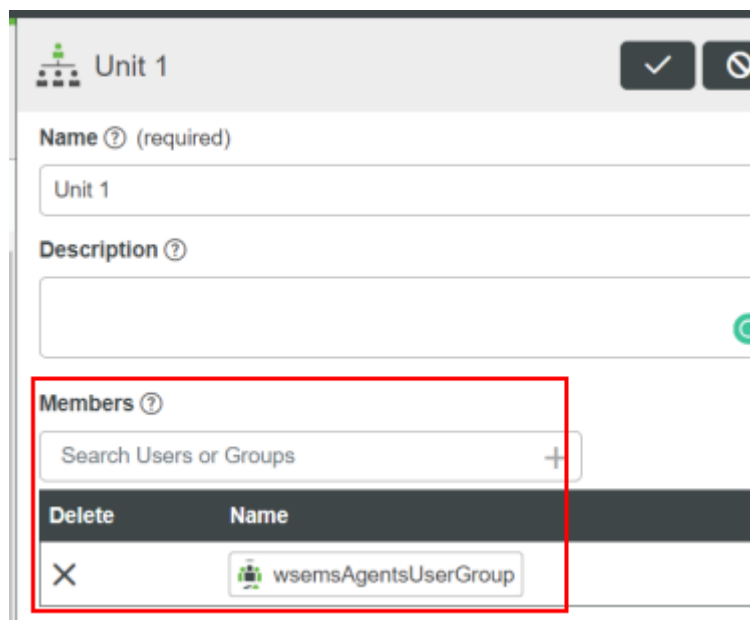 Unit 1
Name (required)
Unit 1
Description
Members
Search Users or Groups
Delete Name
wsemsAgentsUserGroup